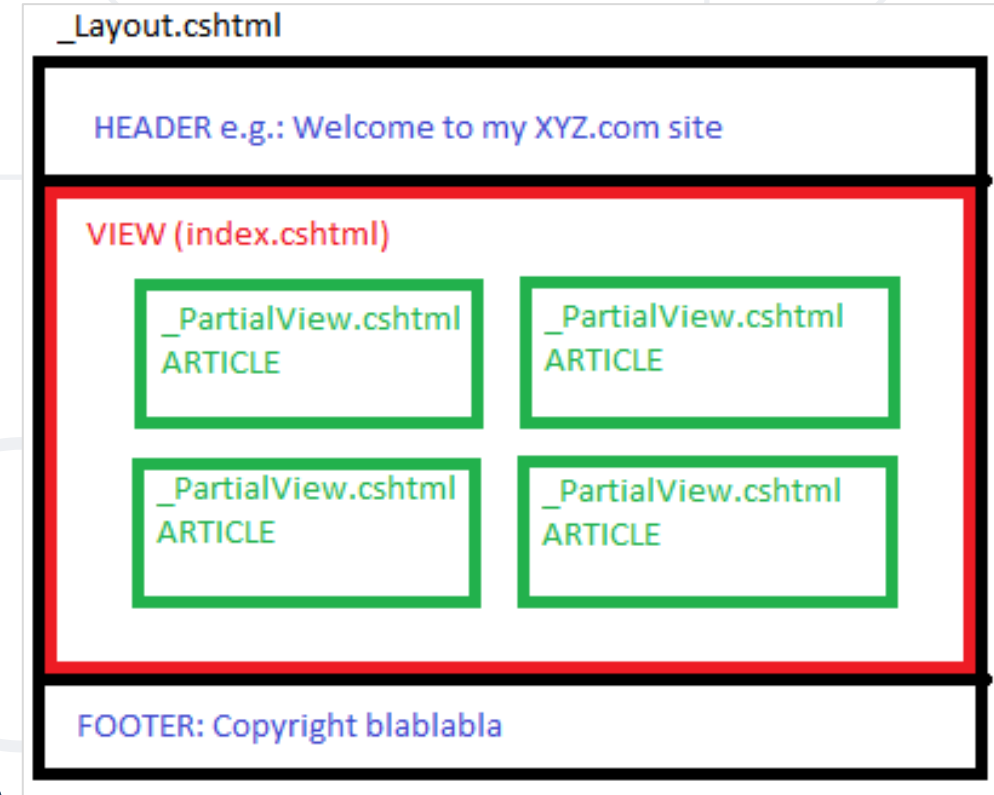 _Layout.cshtml
HEADER e.g.: Welcome to my XYZ.com site
VIEW (index.cshtml)
_PartialView.cshtml
ARTICLE
_PartialView.cshtml
ARTICLE
_PartialView.cshtml
ARTICLE
_PartialView.cshtml
ARTICLE
FOOTER: Copyright blablabla